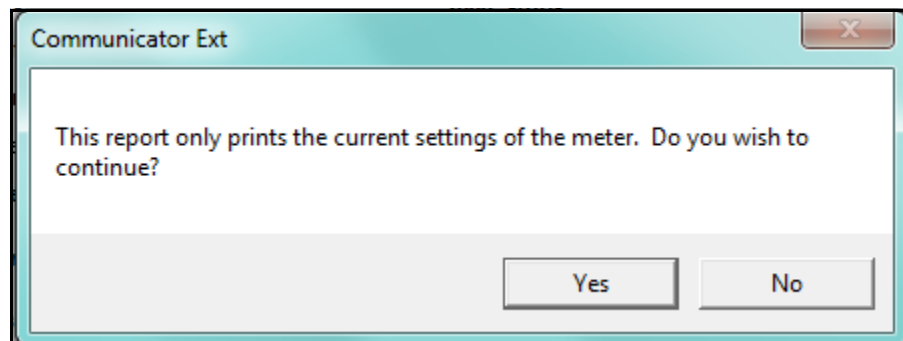 Communicator Ext
This report only prints the current settings of the meter.  Do you wish to
continue?
Yes
No